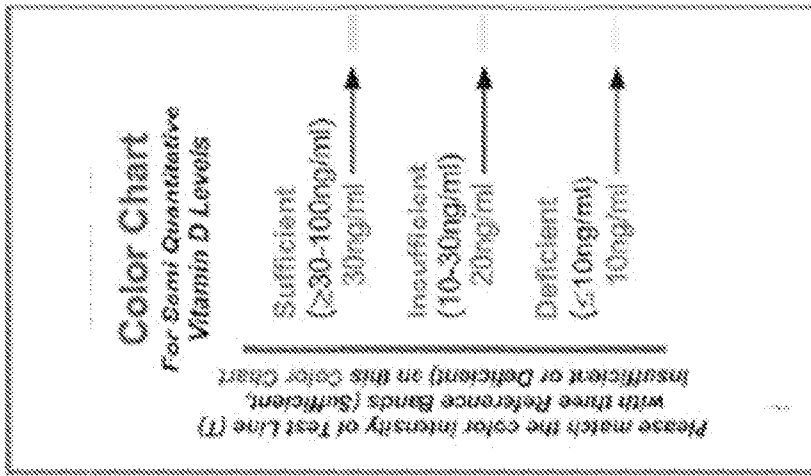 Color Chart
For Semi Quantitative
Vitamin D Levels
Sufficient
(≥30-100ng/ml)
30ng/ml
Insufficient
(10-30ng/ml)
20ng/ml
Deficient
(≤10ng/ml)
10ng/ml
Please match the color intensity of Test Line (T)
with three Reference Bands (Sufficient,
Insufficient or Deficient) on this Color Chart